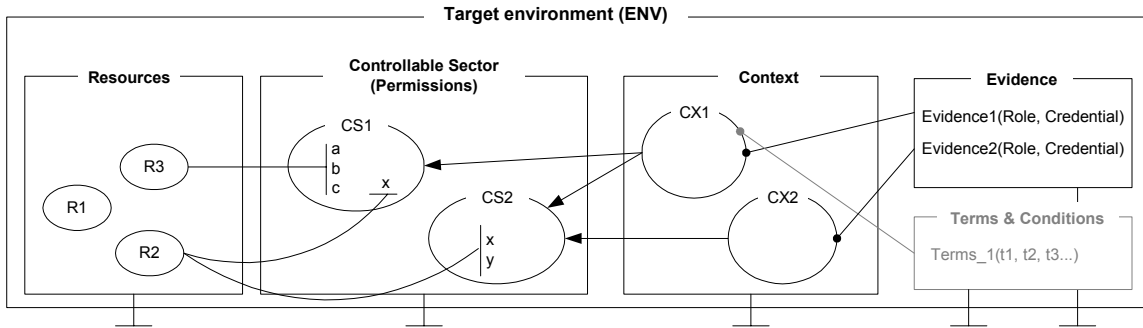 Target environment (ENV)
Resources
R3
R1
R2
Controllable Sector
(Permissions)
CS1
a
b
c
x
CS2
x
y
Context
CX1
CX2
Evidence
Evidence1(Role, Credential)
Evidence2(Role, Credential)
Terms & Conditions
Terms_1(t1, t2, t3...)